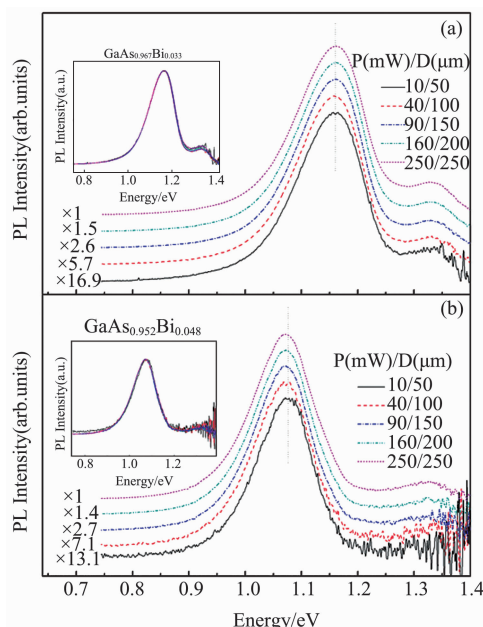 (a)
GaAs0.967Bi0.033
P(mW)/D(μm)
10/50
40/100
90/150
160/200
250/250
PL Intensity(a.u.)
0.8 1.0 1.2 1.4
Energy/eV
PL Intensity(arb.units)
×1
×1.5
×2.6
×5.7
×16.9
(b)
GaAs0.952Bi0.048
P(mW)/D(μm)
10/50
40/100
90/150
160/200
250/250
PL Intensity(a.u.)
0.8 1.0 1.2
Energy/eV
PL Intensity(arb.units)
×1
×1.4
×2.7
×7.1
×13.1
0.7 0.8 0.9 1.0 1.1 1.2 1.3 1.4
Energy/eV